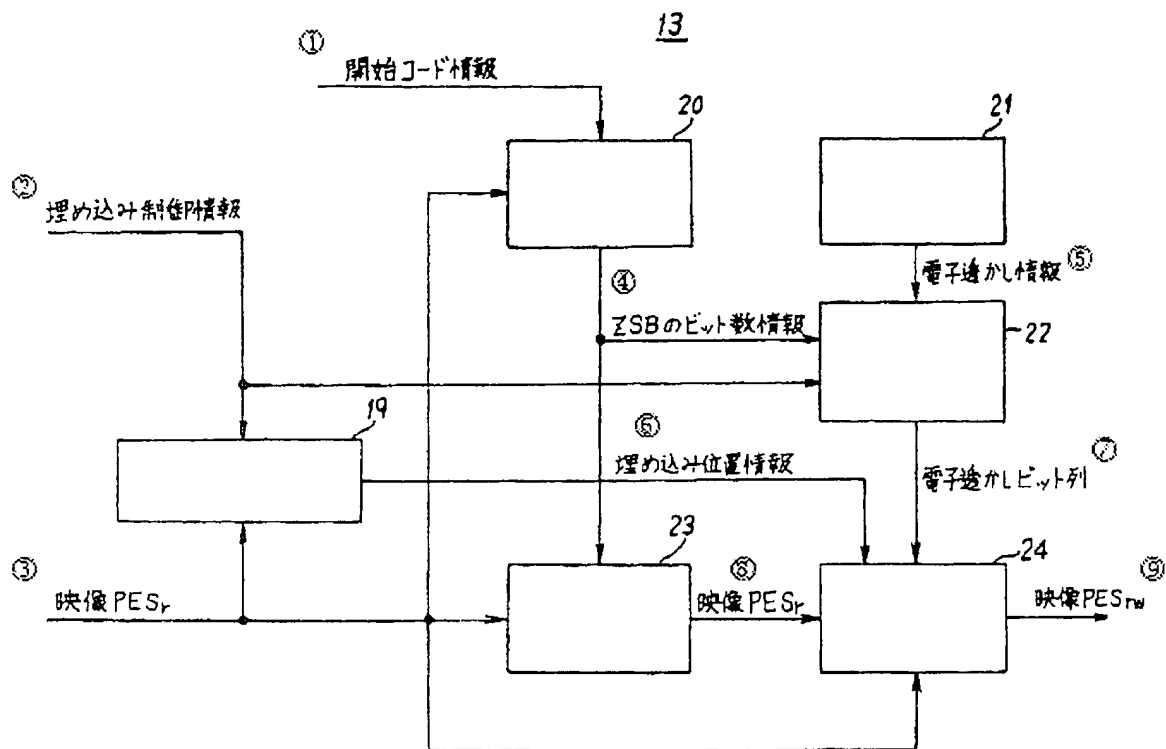 13
①
開始コード情報
20
21
②
埋め込み制御情報
④
電子透かし情報
⑤
ZSBのビット数情報
22
19
⑥
埋め込み位置情報
⑦
電子透かしビット列
③
映像PESr
23
⑧
映像PESr
24
⑨
映像PESrw